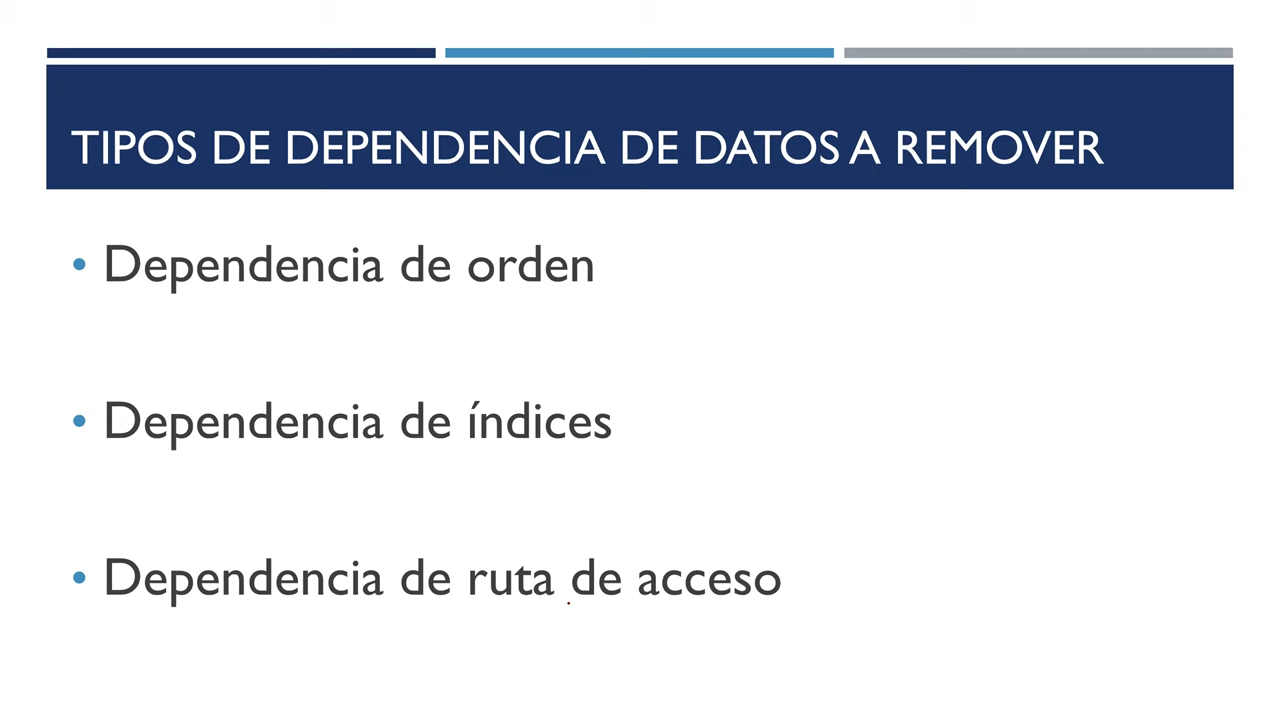 TIPOS DE DEPENDENCIA DE DATOS A REMOVER
• Dependencia de orden
• Dependencia de índices
• Dependencia de ruta de acceso